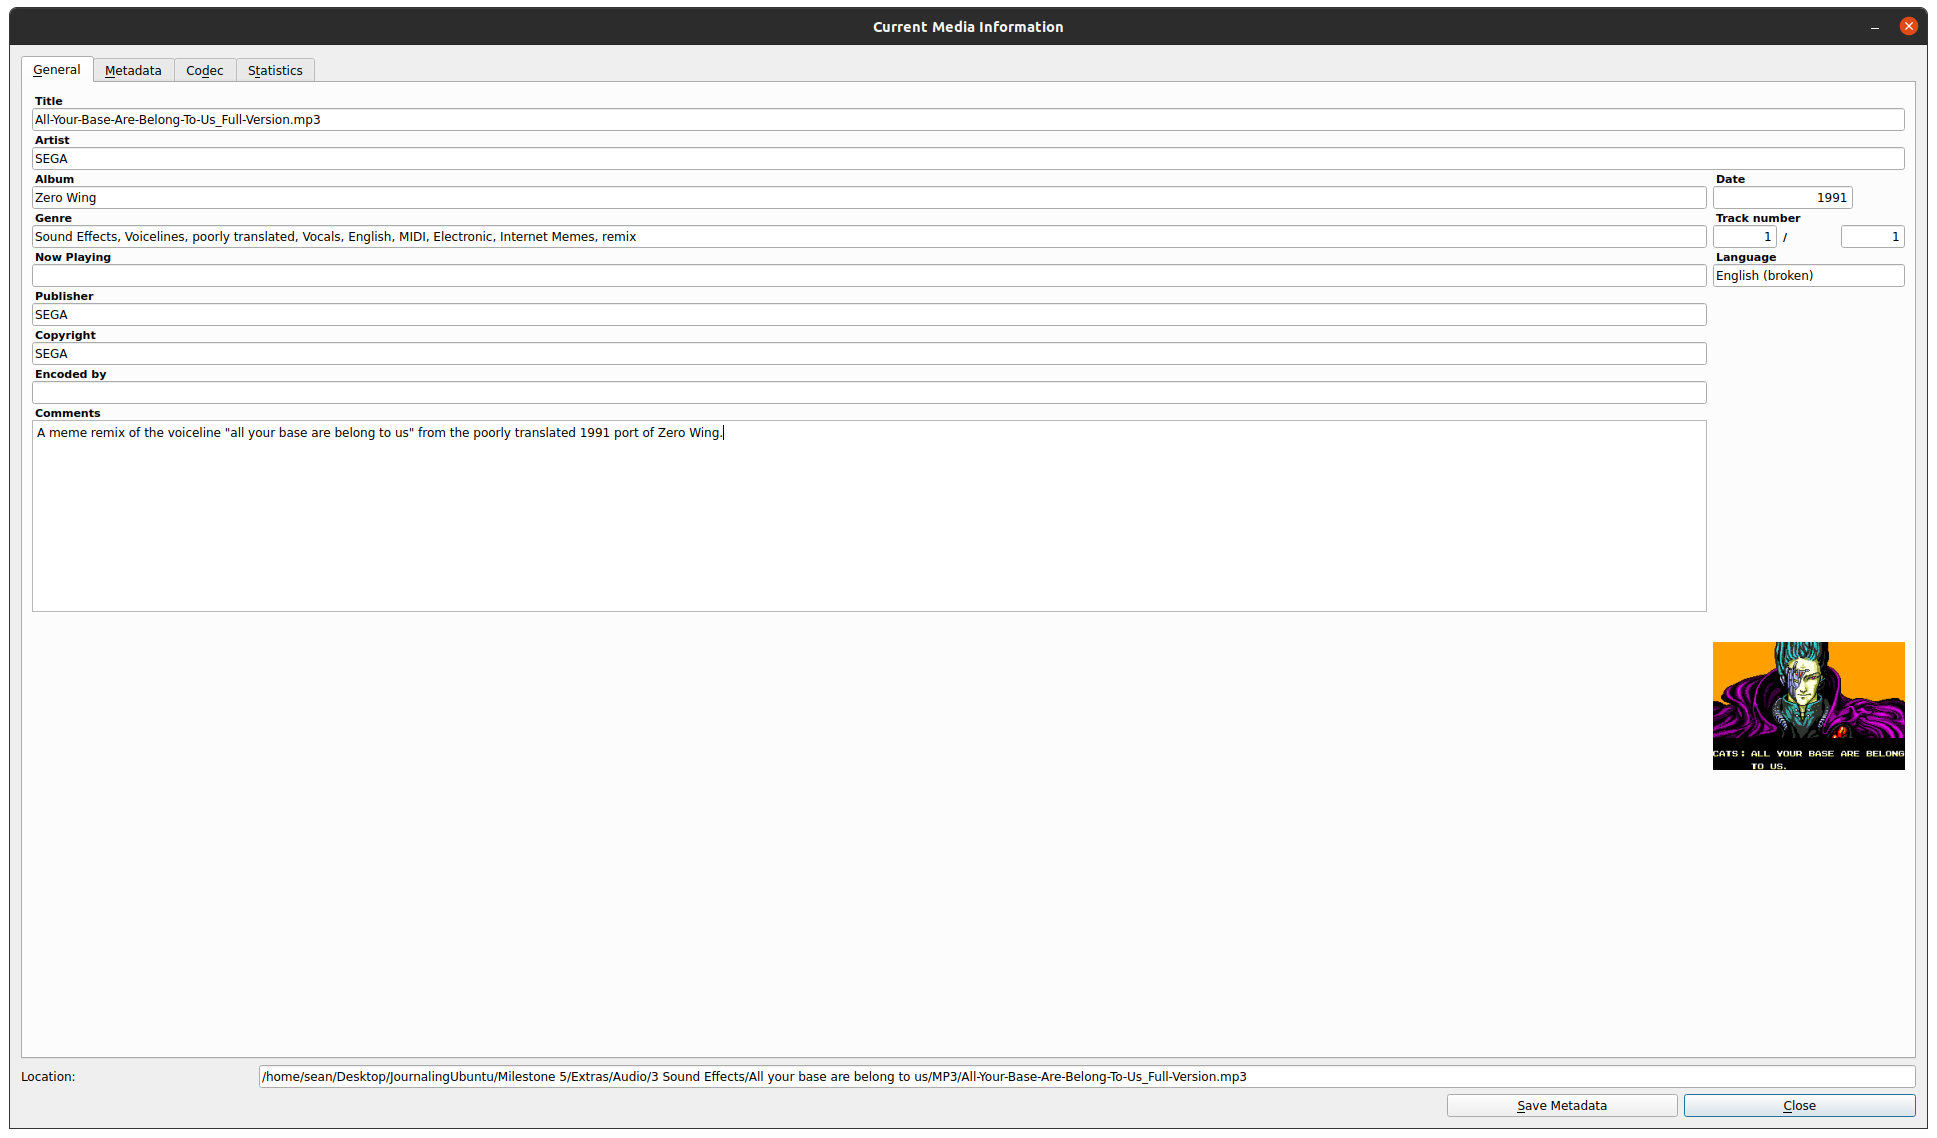 Current Media Information
General Metadata Codec Statistics
Title
All-Your-Base-Are-Belong-To-Us_Full-Version.mp3
Artist
SEGA
Album
Date
Zero Wing
1991
Genre
Track number
Sound Effects, Voicelines, poorly translated, Vocals, English, MIDI, Electronic, Internet Memes, remix
1 / 1
Now Playing
Language
English (broken)
Publisher
SEGA
Copyright
SEGA
Encoded by
Comments
A meme remix of the voiceline "all your base are belong to us" from the poorly translated 1991 port of Zero Wing.
CATS: ALL YOUR BASE ARE BELONG
TO US.
Location: /home/sean/Desktop/JournalingUbuntu/Milestone 5/Extras/Audio/3 Sound Effects/All your base are belong to us/MP3/All-Your-Base-Are-Belong-To-Us_Full-Version.mp3
Save Metadata Close